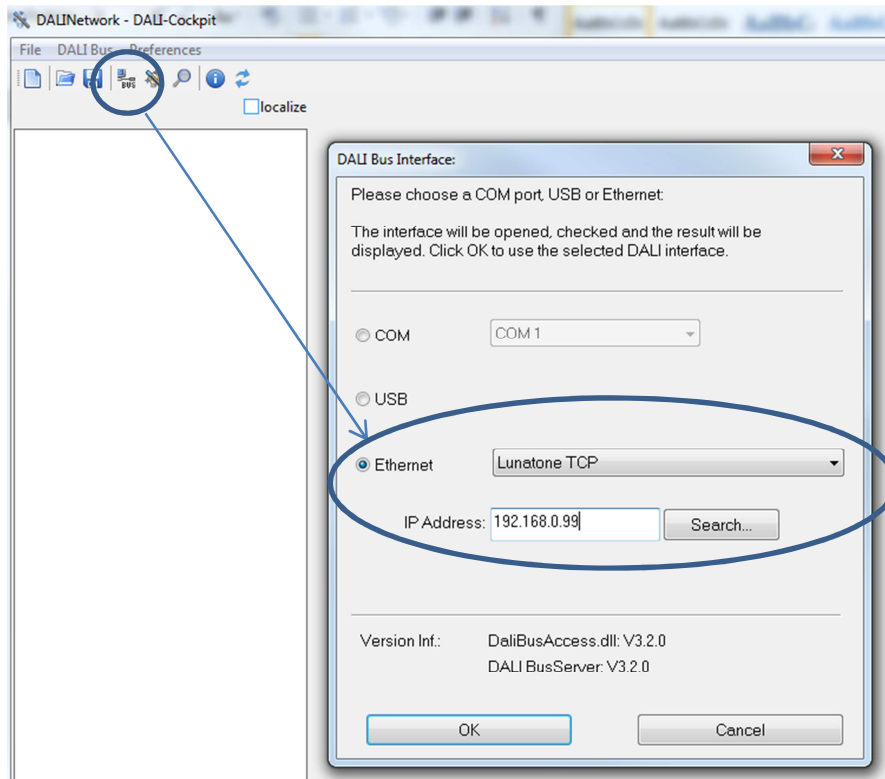 DALINetwork - DALI-Cockpit
File DALI Bus Preferences
BUS
localize
DALI Bus Interface:
Please choose a COM port, USB or Ethernet:
The interface will be opened, checked and the result will be
displayed. Click OK to use the selected DALI interface.
COM COM 1
USB
Ethernet Lunatone TCP
IP Address: 192.168.0.99 Search...
Version Inf.: DaliBusAccess.dll: V3.2.0
DALI BusServer: V3.2.0
OK Cancel